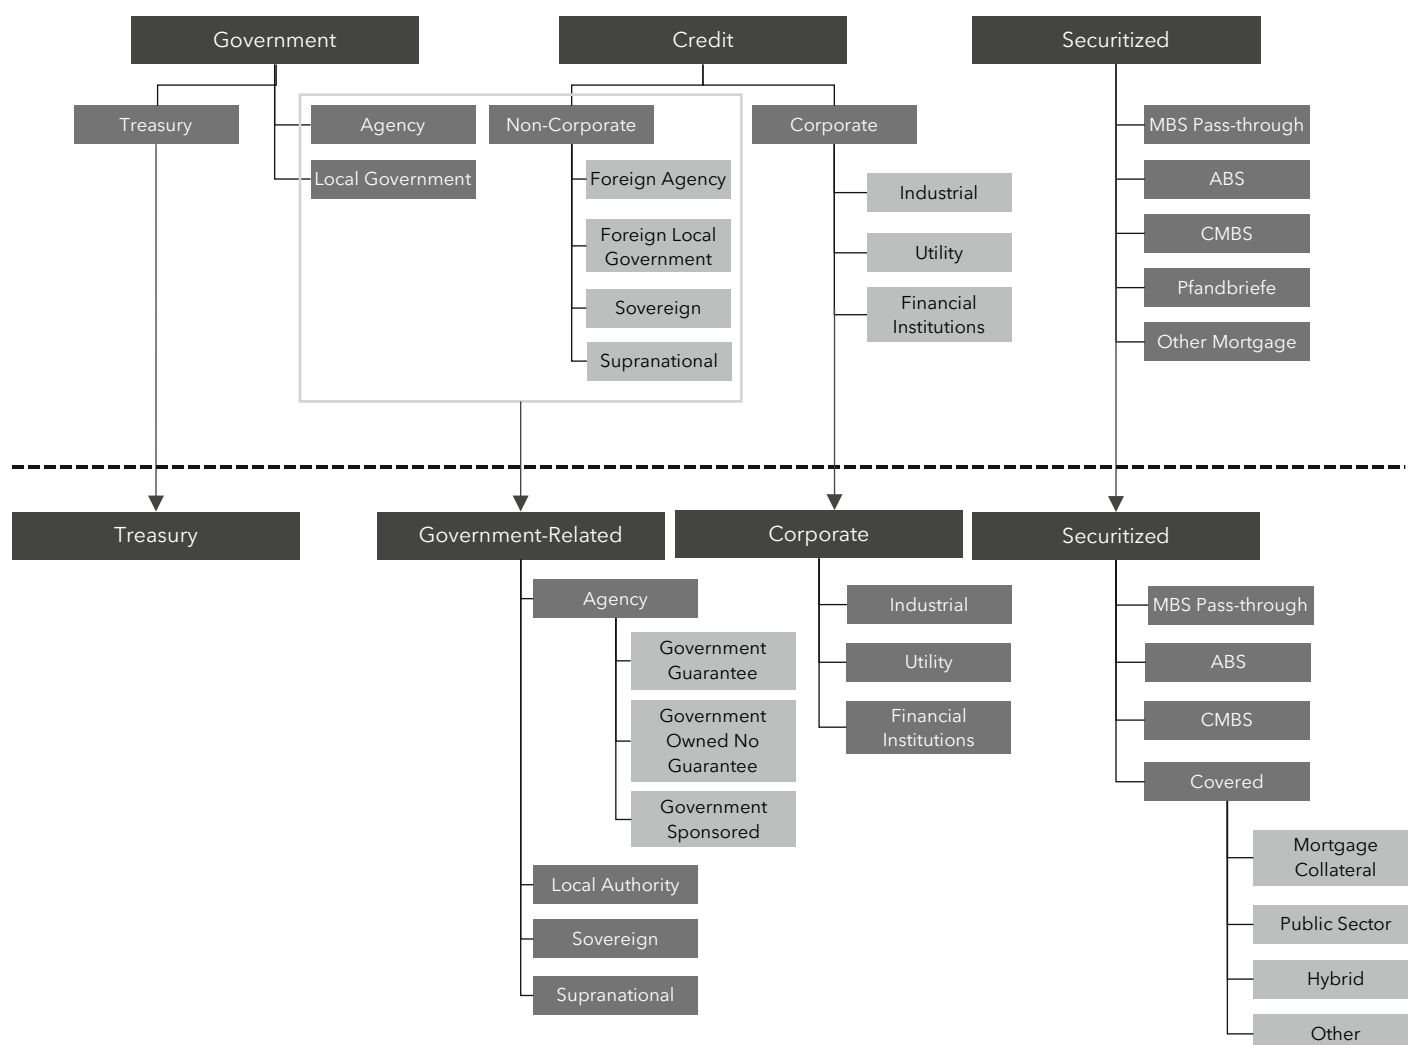 Government
Credit
Securitized
Treasury
Agency
Non-Corporate
Corporate
MBS Pass-through
Local Government
Foreign Agency
Industrial
ABS
Foreign Local
Government
Utility
CMBS
Sovereign
Financial
Institutions
Pfandbriefe
Supranational
Other Mortgage
Treasury
Government-Related
Corporate
Securitized
Agency
Industrial
MBS Pass-through
Government
Guarantee
Utility
ABS
Government
Owned No
Guarantee
Financial
Institutions
CMBS
Government
Sponsored
Covered
Local Authority
Mortgage
Collateral
Sovereign
Public Sector
Supranational
Hybrid
Other